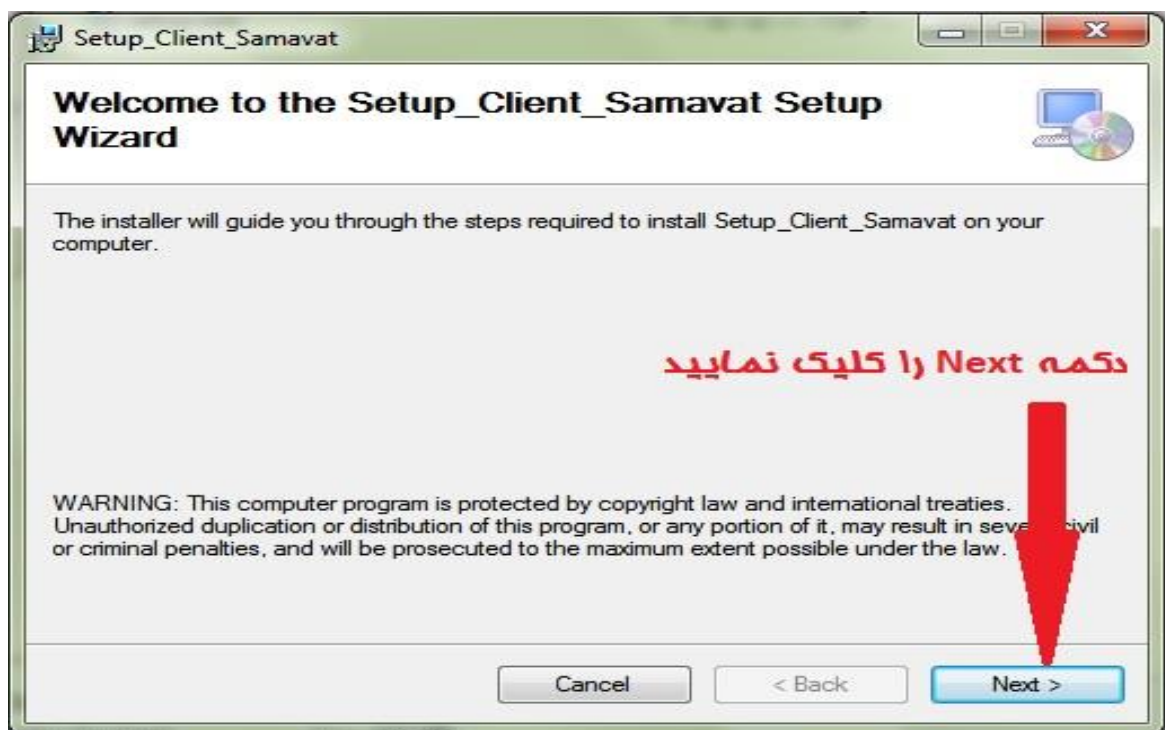 Setup_Client_Samavat
Welcome to the Setup_Client_Samavat Setup
Wizard
The installer will guide you through the steps required to install Setup_Client_Samavat on your
computer.
دکمه Next را کلیک نمایید
WARNING: This computer program is protected by copyright law and international treaties.
Unauthorized duplication or distribution of this program, or any portion of it, may result in severe civil
or criminal penalties, and will be prosecuted to the maximum extent possible under the law.
Cancel
< Back
Next >